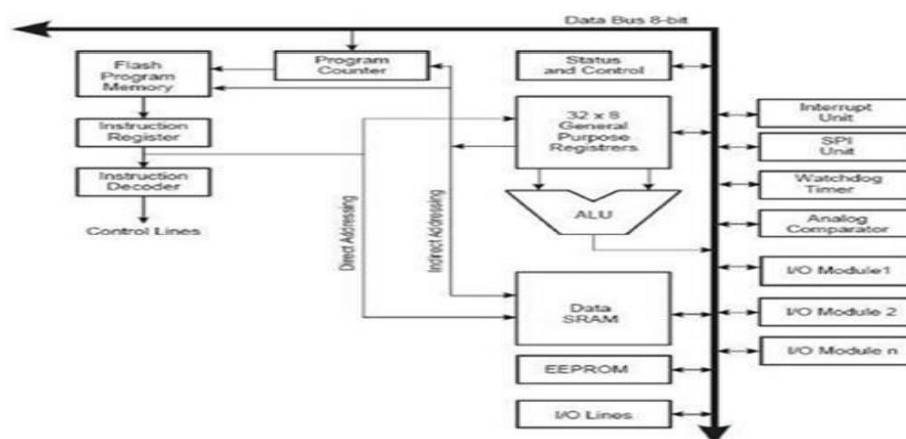 Data Bus 8-bit
Flash
Program
Memory
Program
Counter
Status
and Control
Instruction
Register
32 x 8
General
Purpose
Registrers
Interrupt
Unit
SPI
Unit
Instruction
Decoder
Watchdog
Timer
ALU
Analog
Comparator
Control Lines
Direct Addressing
Indirect Addressing
I/O Module1
Data
SRAM
I/O Module 2
I/O Module n
EEPROM
I/O Lines